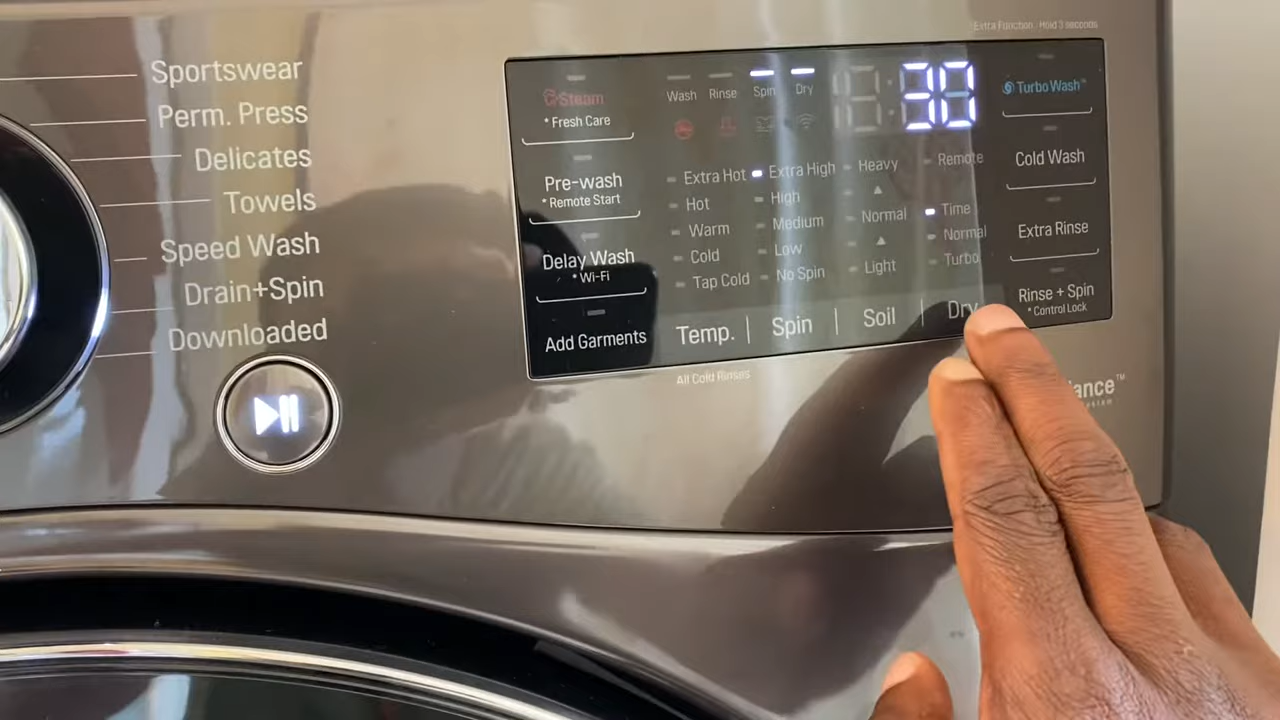 Extra Function : Hold 3 seconds
Sportswear
Perm. Press
Delicates
Towels
Speed Wash
Drain+Spin
Downloaded
Steam
* Fresh Care
Pre-wash
* Remote Start
Delay Wash
* Wi-Fi
Add Garments
Wash Rinse Spin Dry
30
Extra Hot Extra High Heavy Remote
Hot High
Warm Medium Normal Time
Cold Low Normal
Tap Cold No Spin Light Turbo
Temp. | Spin | Soil | Dry
All Cold Rinses
TurboWash™
Cold Wash
Extra Rinse
Rinse + Spin
* Control Lock